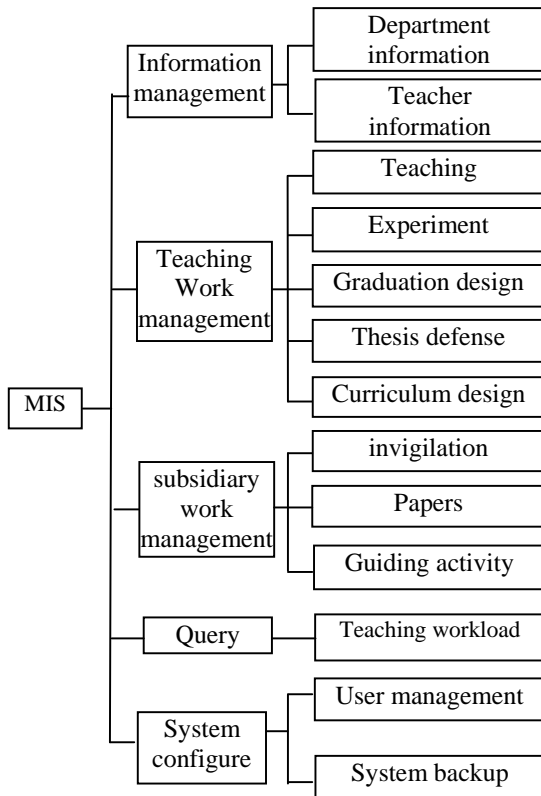 MIS
Information
management
Department
information
Teacher
information
Teaching
Work
management
Teaching
Experiment
Graduation design
Thesis defense
Curriculum design
subsidiary
work
management
invigilation
Papers
Guiding activity
Query
Teaching workload
System
configure
User management
System backup